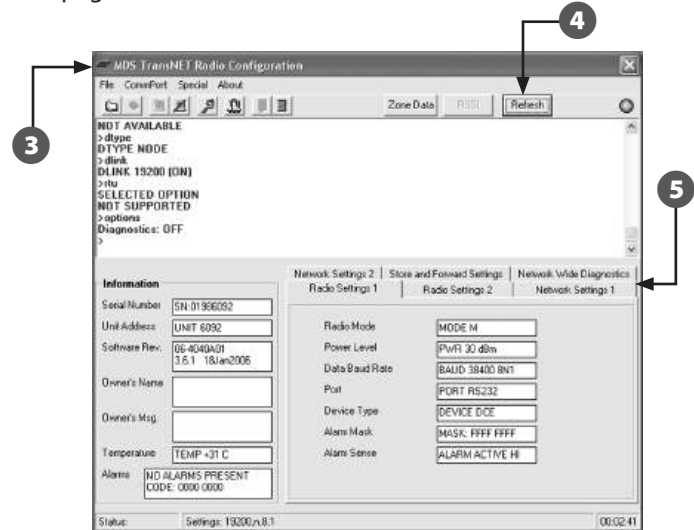 4
3
5
MDS TransNET Radio Configuration
File CommPort Special About
Zone Data RSSI Refresh
NOT AVAILABLE
>dtype
DTYPE NODE
>dlink
DLINK 19200 [ON]
>rtu
SELECTED OPTION
NOT SUPPORTED
>options
Diagnostics: OFF
>
Network Settings 2 Store and Forward Settings Network Wide Diagnostics
Radio Settings 1 Radio Settings 2 Network Settings 1
Information
Serial Number SN:01986092
Unit Address UNIT 6092
Software Rev. 06-4040A01
3.6.1 18Jan2006
Owner's Name
Owner's Msg.
Temperature TEMP +31 C
Alarms NO ALARMS PRESENT
CODE: 0000 0000
Radio Mode MODE M
Power Level PWR 30 dBm
Data Baud Rate BAUD 38400 8N1
Port PORT RS232
Device Type DEVICE DCE
Alarm Mask MASK: FFFF FFFF
Alarm Sense ALARM ACTIVE HI
Status: Settings: 19200,n,8,1 00:02:41